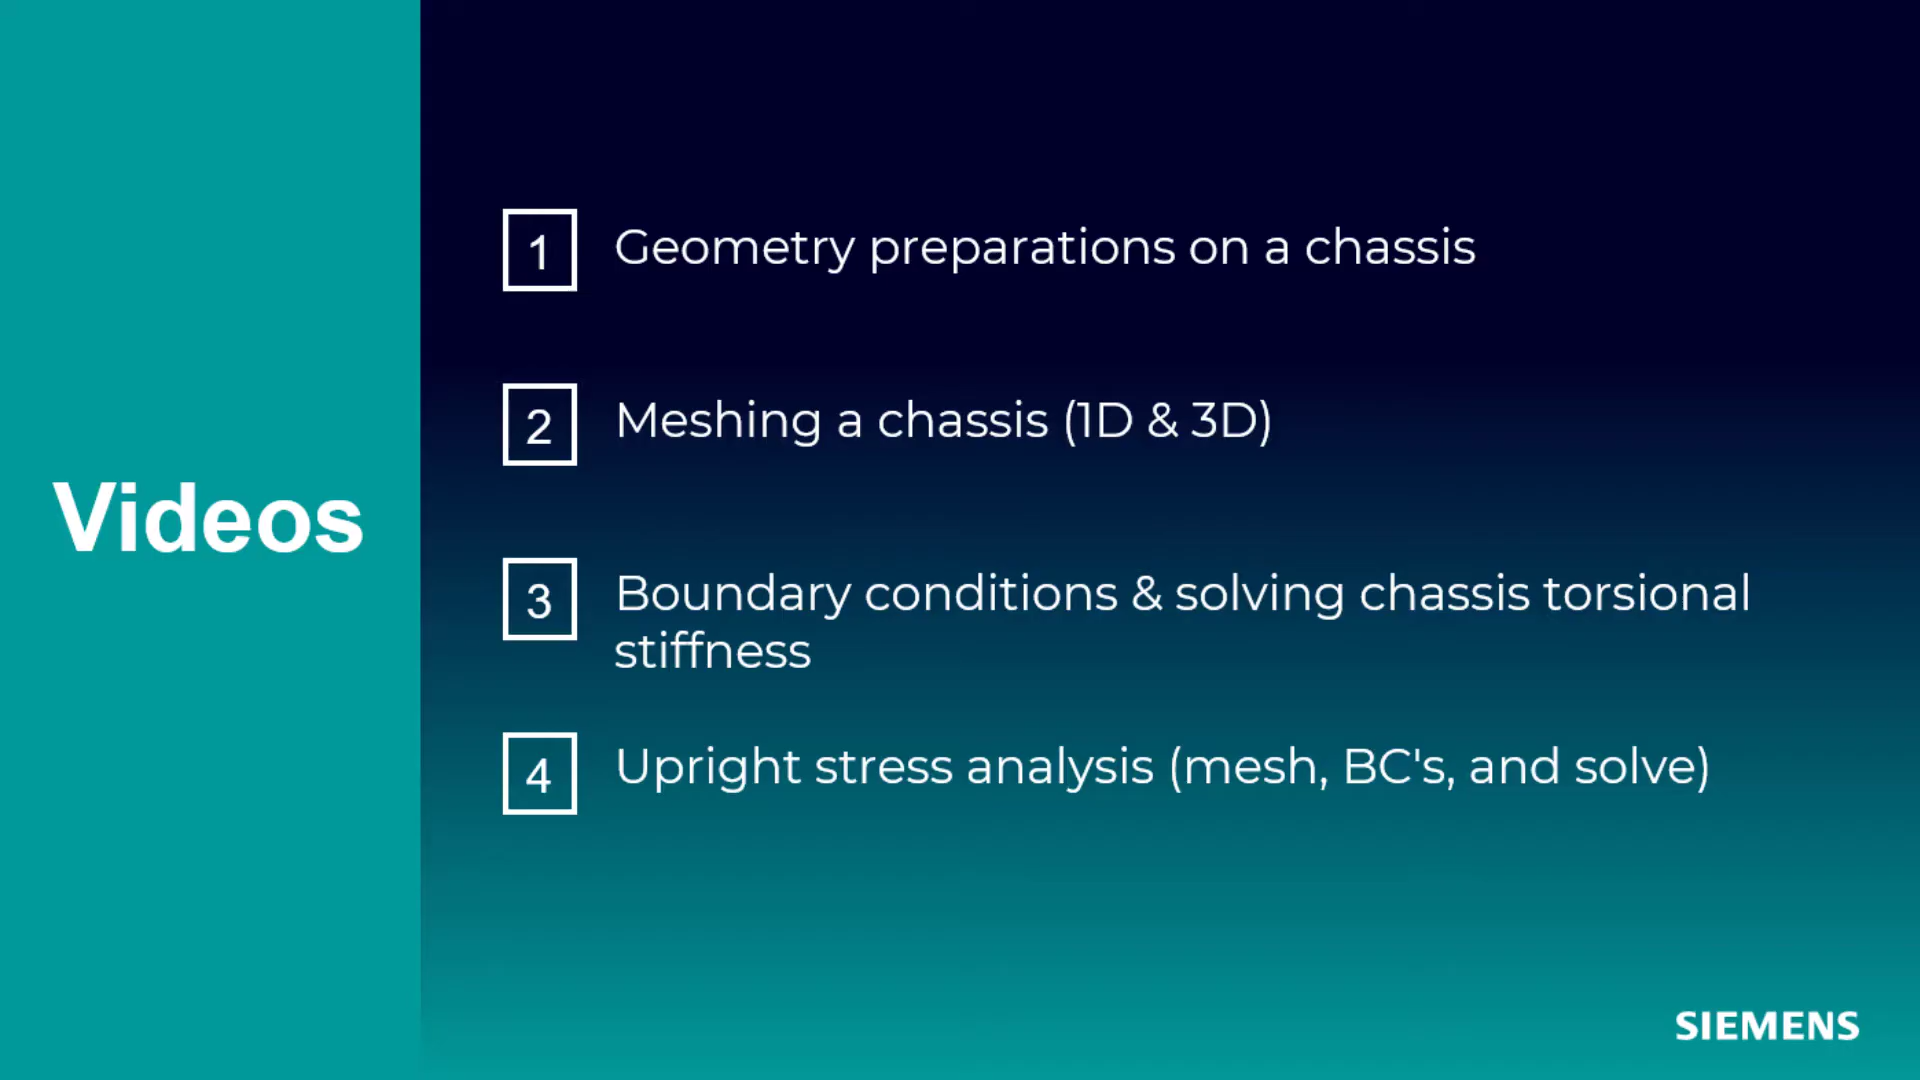 Videos
1 Geometry preparations on a chassis
2 Meshing a chassis (1D & 3D)
3 Boundary conditions & solving chassis torsional
stiffness
4 Upright stress analysis (mesh, BC's, and solve)
SIEMENS